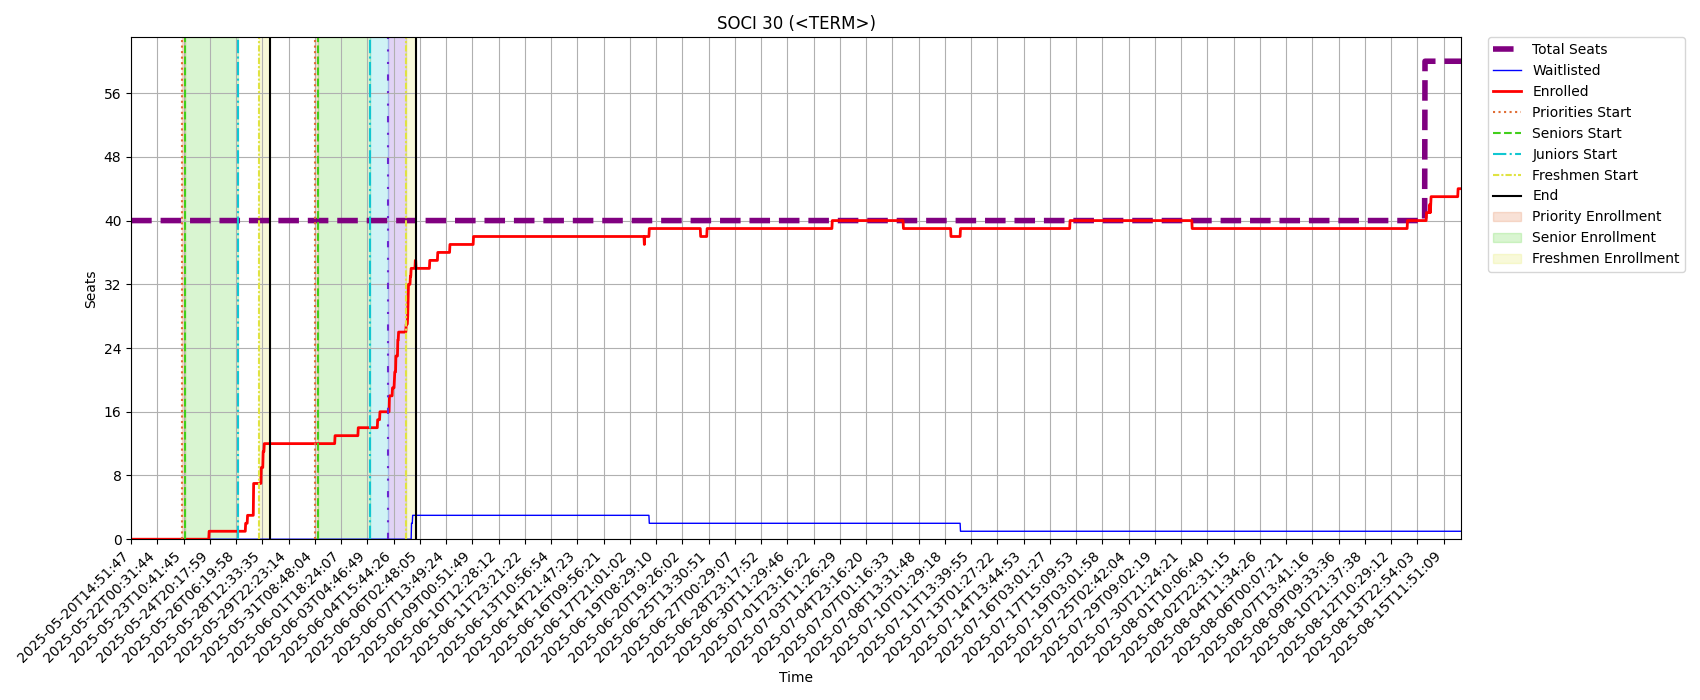 SOCI 30 (<TERM>)
Total Seats
Waitlisted
Enrolled
Priorities Start
Seniors Start
Juniors Start
Freshmen Start
End
Priority Enrollment
Senior Enrollment
Freshmen Enrollment
Seats
56
48
40
32
24
16
8
0
2025-05-20T14:51:47
2025-05-22T00:31:44
2025-05-23T10:41:45
2025-05-24T20:17:59
2025-05-26T06:19:58
2025-05-28T12:33:35
2025-05-29T22:23:14
2025-05-31T08:48:04
2025-06-01T18:24:07
2025-06-03T04:46:49
2025-06-04T15:44:26
2025-06-06T02:48:05
2025-06-07T13:49:24
2025-06-09T00:51:49
2025-06-10T12:28:12
2025-06-11T23:21:22
2025-06-13T10:56:54
2025-06-14T21:47:23
2025-06-16T09:56:21
2025-06-17T21:01:02
2025-06-19T08:29:10
2025-06-20T19:26:02
2025-06-25T13:30:51
2025-06-27T00:29:07
2025-06-28T23:17:52
2025-06-30T11:29:46
2025-07-01T23:16:22
2025-07-03T11:26:29
2025-07-04T23:16:20
2025-07-07T01:16:33
2025-07-08T13:31:48
2025-07-10T01:29:18
2025-07-11T13:39:55
2025-07-13T01:27:22
2025-07-14T13:44:53
2025-07-16T03:01:27
2025-07-17T15:09:53
2025-07-19T03:01:58
2025-07-25T02:42:04
2025-07-29T09:02:19
2025-07-30T21:24:21
2025-08-01T10:06:40
2025-08-02T22:31:15
2025-08-04T11:34:26
2025-08-06T00:07:21
2025-08-07T13:41:16
2025-08-09T09:33:36
2025-08-10T21:37:38
2025-08-12T10:29:12
2025-08-13T22:54:03
2025-08-15T11:51:09
Time